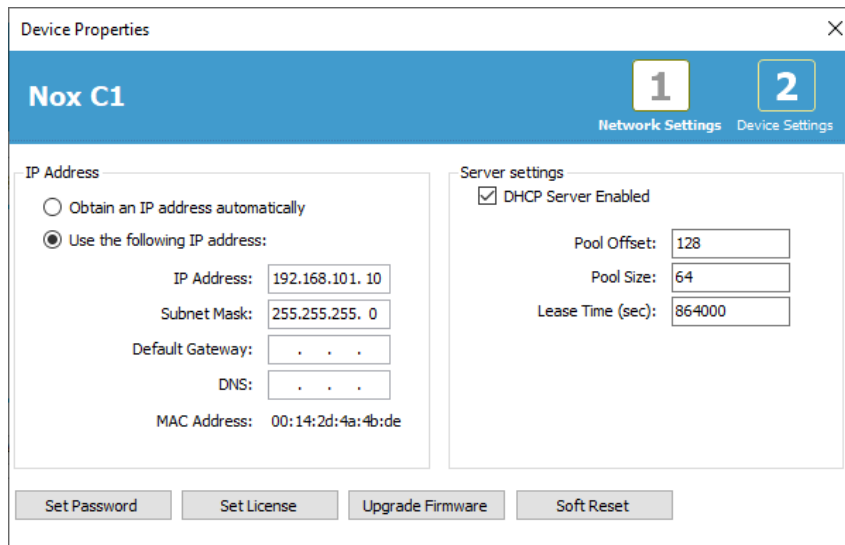 Device Properties
Nox C1
1
Network Settings
2
Device Settings
IP Address
Obtain an IP address automatically
Use the following IP address:
IP Address: 192.168.101. 10
Subnet Mask: 255.255.255. 0
Default Gateway: . . .
DNS: . . .
MAC Address: 00:14:2d:4a:4b:de
Server settings
DHCP Server Enabled
Pool Offset: 128
Pool Size: 64
Lease Time (sec): 864000
Set Password
Set License
Upgrade Firmware
Soft Reset